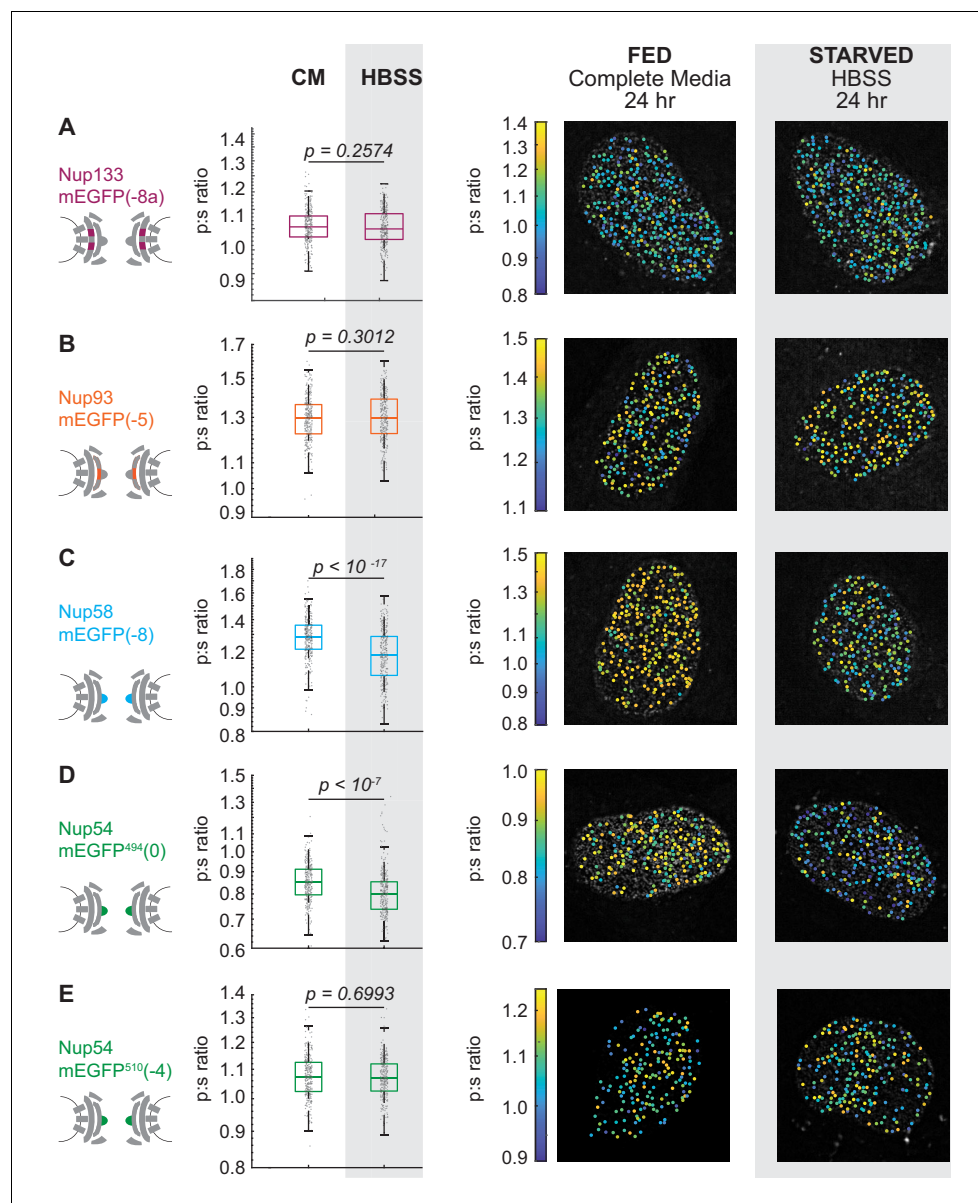 CM HBSS
FED
Complete Media
24 hr
STARVED
HBSS
24 hr
A
Nup133
mEGFP(-8a)
p:s ratio
1.4
1.3
1.2
1.1
1.0
0.9
p = 0.2574
p:s ratio
1.4
1.3
1.2
1.1
1.0
0.9
0.8
B
Nup93
mEGFP(-5)
p:s ratio
1.7
1.5
1.3
1.1
1.0
0.9
p = 0.3012
p:s ratio
1.5
1.4
1.3
1.2
1.1
C
Nup58
mEGFP(-8)
p:s ratio
1.8
1.6
1.4
1.2
1.0
0.9
0.8
p < 10 -17
p:s ratio
1.5
1.3
1.2
1.1
1.0
0.9
0.8
D
Nup54
mEGFP494(0)
p:s ratio
1.5
1.3
1.2
1.1
1.0
0.9
0.8
0.7
0.6
p < 10-7
p:s ratio
1.0
0.9
0.8
0.7
E
Nup54
mEGFP510(-4)
p:s ratio
1.4
1.3
1.2
1.1
1.0
0.9
0.8
p = 0.6993
p:s ratio
1.2
1.1
1.0
0.9